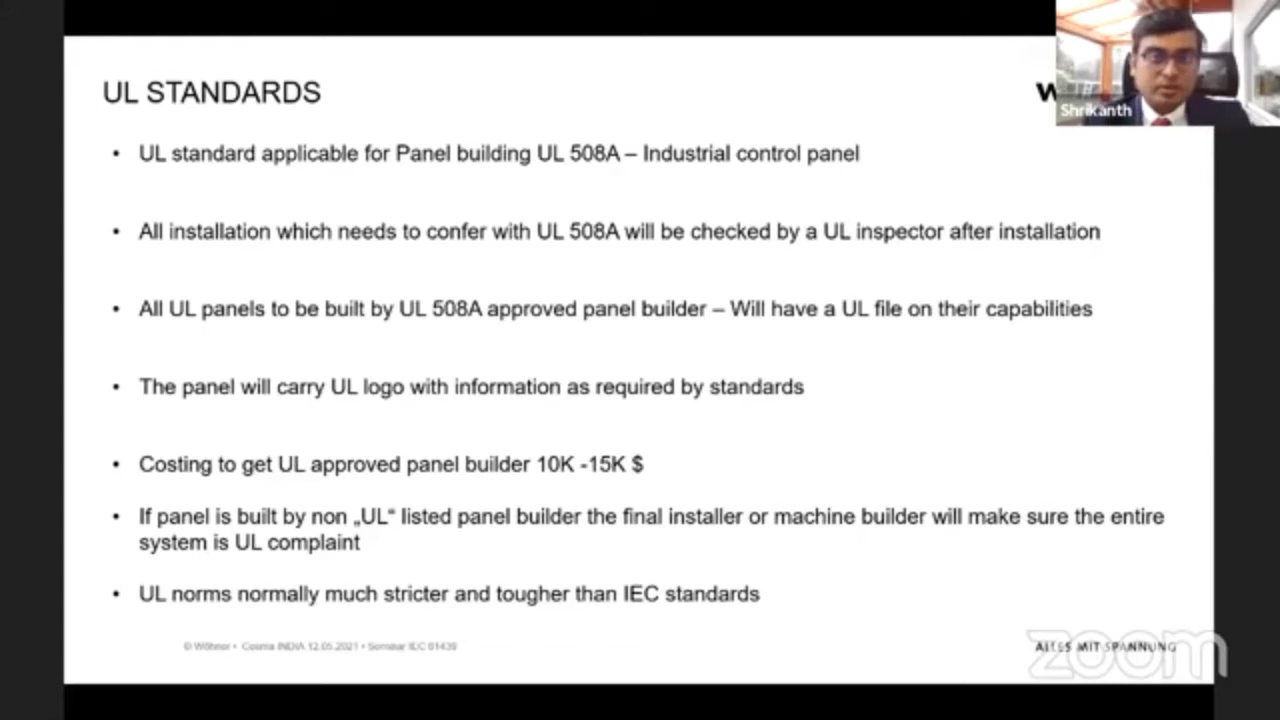 UL STANDARDS
W
Shrikanth
• UL standard applicable for Panel building UL 508A – Industrial control panel
• All installation which needs to confer with UL 508A will be checked by a UL inspector after installation
• All UL panels to be built by UL 508A approved panel builder – Will have a UL file on their capabilities
• The panel will carry UL logo with information as required by standards
• Costing to get UL approved panel builder 10K -15K $
• If panel is built by non „UL“ listed panel builder the final installer or machine builder will make sure the entire
system is UL complaint
• UL norms normally much stricter and tougher than IEC standards
© Wöhner • Cosma INDIA 12.05.2021 • Seminar IEC 61439
ALLES MIT SPANNUNG
zoom